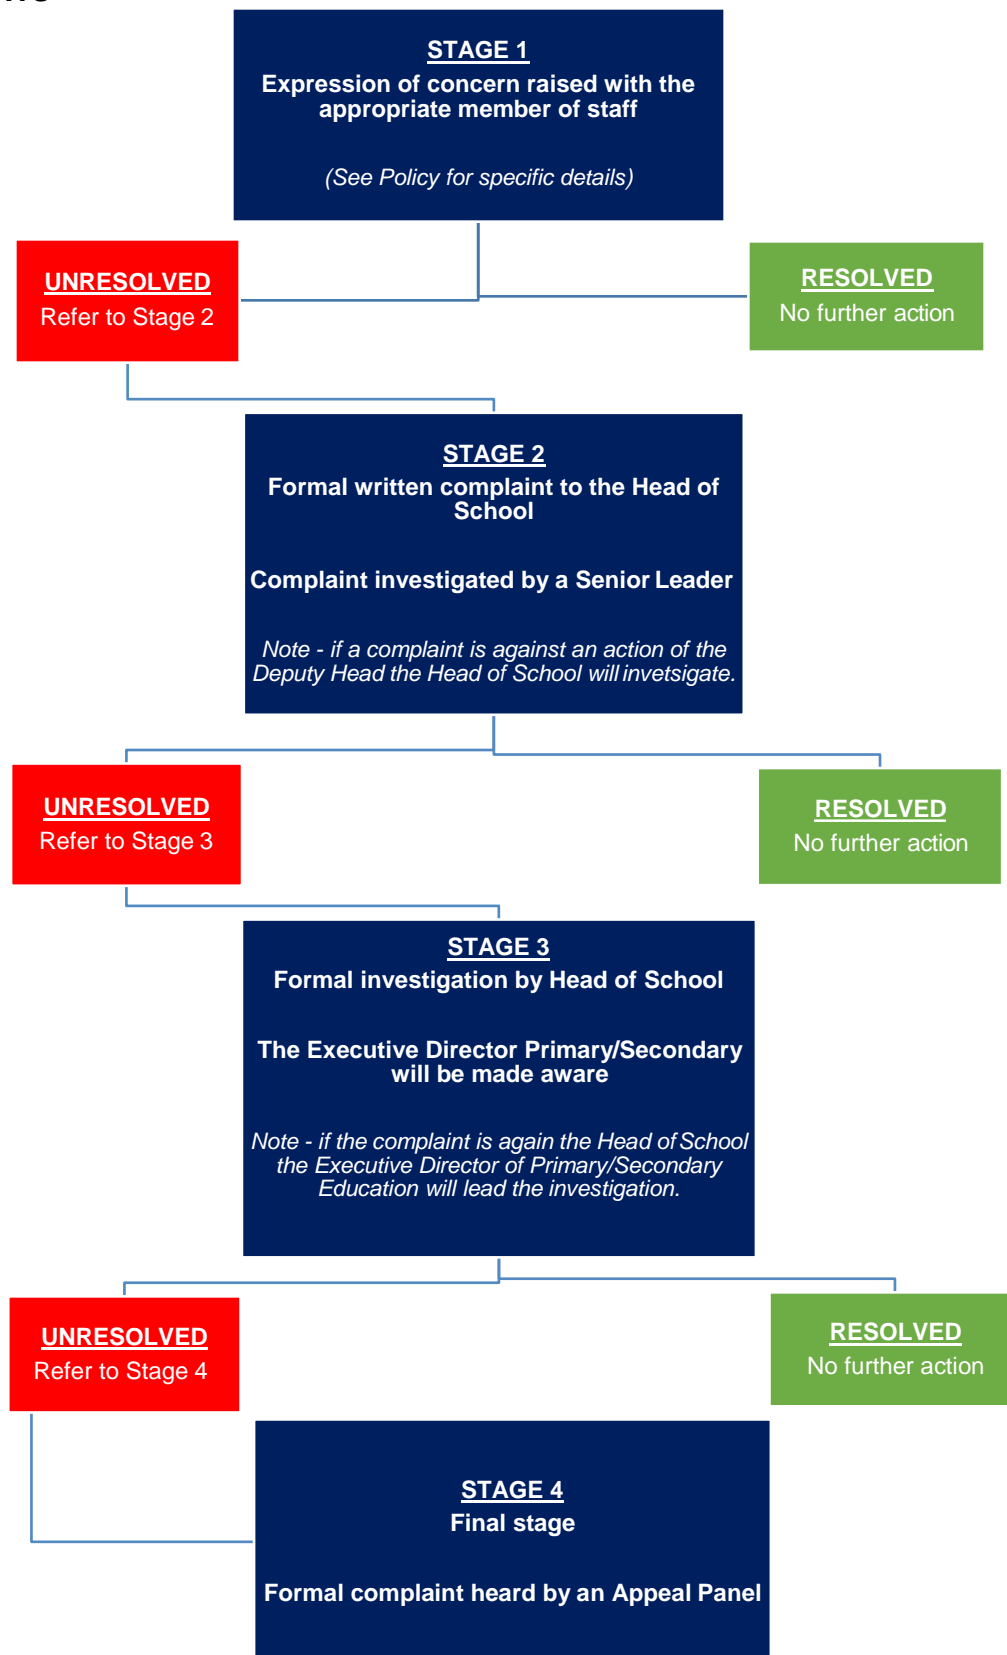 STAGE 1
Expression of concern raised with the
appropriate member of staff
(See Policy for specific details)
UNRESOLVED
Refer to Stage 2
RESOLVED
No further action
STAGE 2
Formal written complaint to the Head of
School
Complaint investigated by a Senior Leader
Note - if a complaint is against an action of the
Deputy Head the Head of School will invetsigate.
UNRESOLVED
Refer to Stage 3
RESOLVED
No further action
STAGE 3
Formal investigation by Head of School
The Executive Director Primary/Secondary
will be made aware
Note - if the complaint is again the Head of School
the Executive Director of Primary/Secondary
Education will lead the investigation.
UNRESOLVED
Refer to Stage 4
RESOLVED
No further action
STAGE 4
Final stage
Formal complaint heard by an Appeal Panel